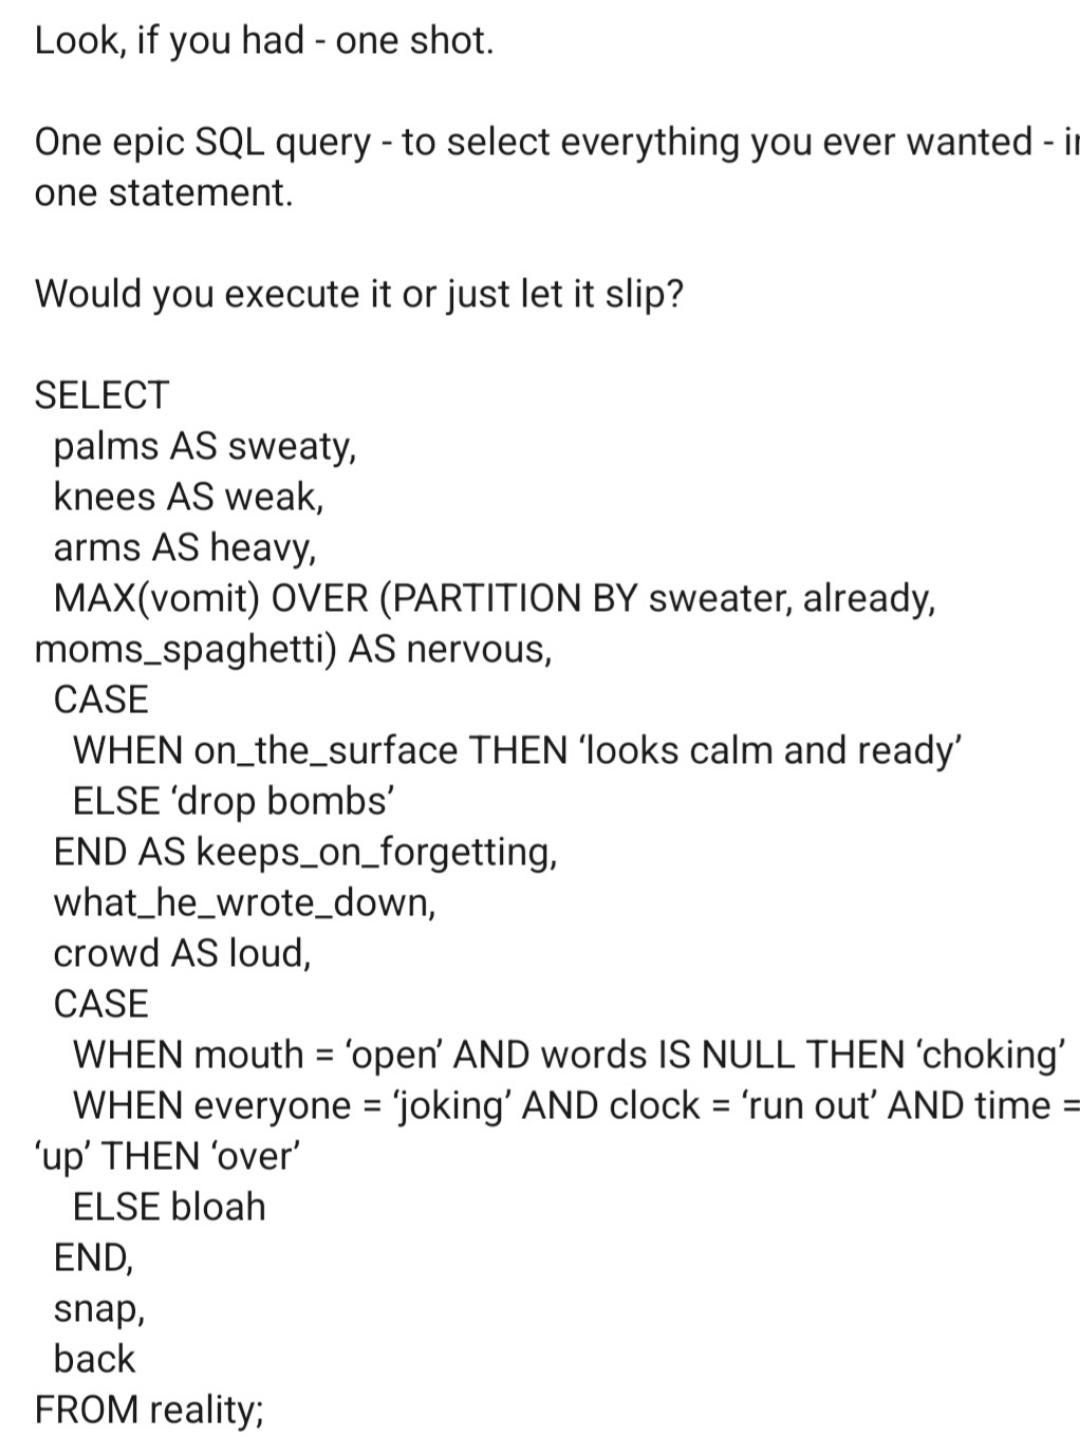 Look, if you had - one shot.
One epic SQL query - to select everything you ever wanted -
one statement.
Would you execute it or just let it slip?
SELECT
palms AS sweaty,
knees AS weak,
arms AS heavy,
MAX(vomit) OVER (PARTITION BY sweater, already,
moms_spaghetti) AS nervous,
CASE
WHEN on_the_surface THEN ‘looks calm and ready’
ELSE ‘drop bombs’
END AS keeps_on_forgetting,
what_he_wrote_down,
crowd AS loud,
CASE
WHEN mouth = ‘open’ AND words IS NULL THEN ‘choking’
WHEN everyone = ‘joking’ AND clock = ‘run out’ AND time =
‘up’ THEN ‘over’
ELSE bloah
END,
snap,
back
FROM reality;